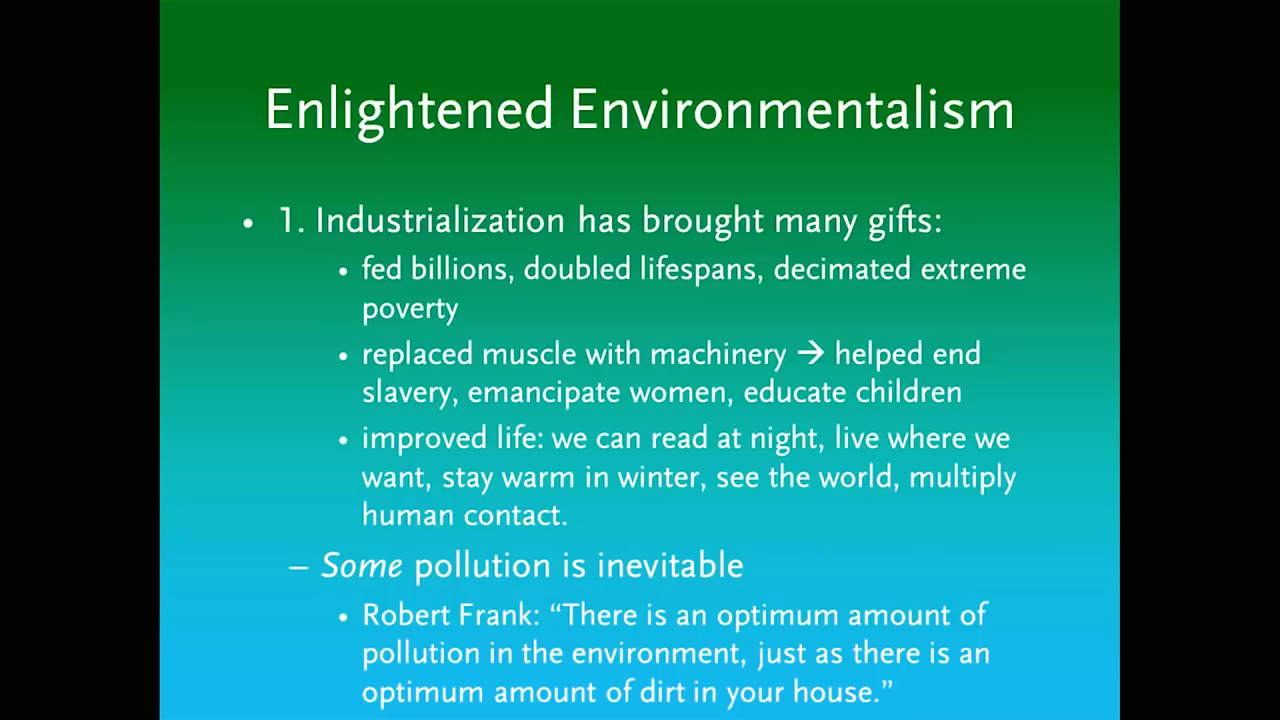 Enlightened Environmentalism
• 1. Industrialization has brought many gifts:
• fed billions, doubled lifespans, decimated extreme
poverty
• replaced muscle with machinery → helped end
slavery, emancipate women, educate children
• improved life: we can read at night, live where we
want, stay warm in winter, see the world, multiply
human contact.
– Some pollution is inevitable
• Robert Frank: “There is an optimum amount of
pollution in the environment, just as there is an
optimum amount of dirt in your house.”